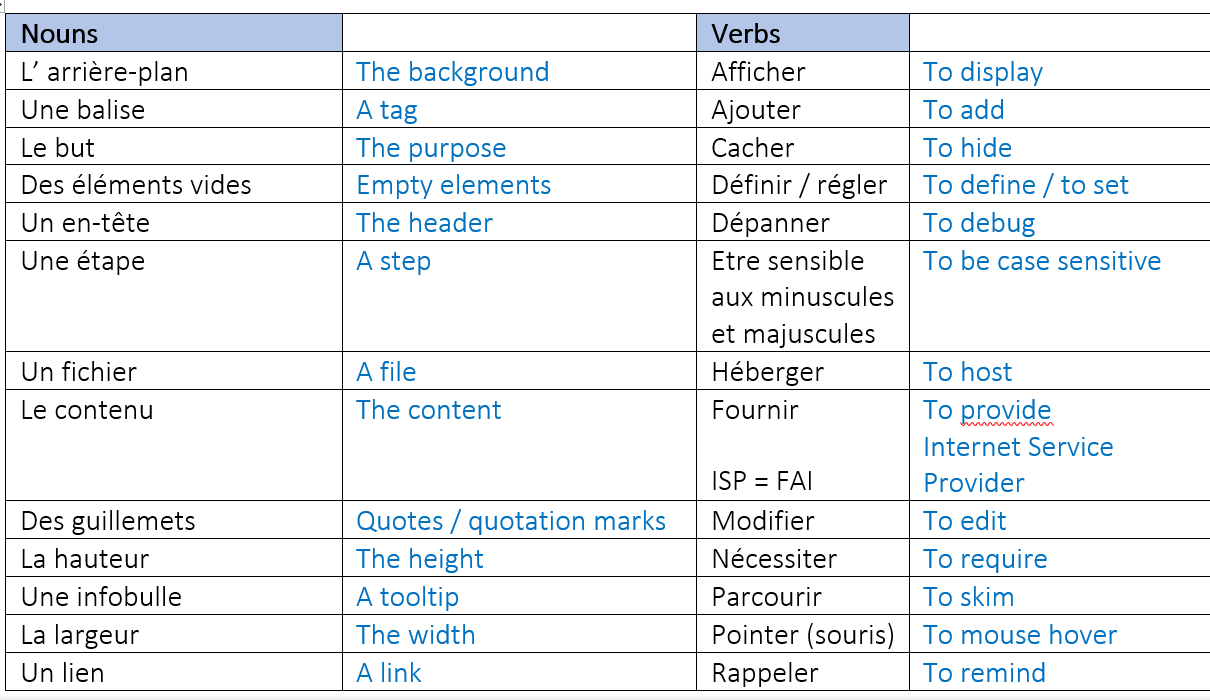 Nouns Verbs
L’ arrière-plan The background Afficher To display
Une balise A tag Ajouter To add
Le but The purpose Cacher To hide
Des éléments vides Empty elements Définir / régler To define / to set
Un en-tête The header Dépanner To debug
Une étape A step Etre sensible To be case sensitive
aux minuscules
et majuscules
Un fichier A file Héberger To host
Le contenu The content Fournir To provide
Internet Service
ISP = FAI Provider
Des guillemets Quotes / quotation marks Modifier To edit
La hauteur The height Nécessiter To require
Une infobulle A tooltip Parcourir To skim
La largeur The width Pointer (souris) To mouse hover
Un lien A link Rappeler To remind